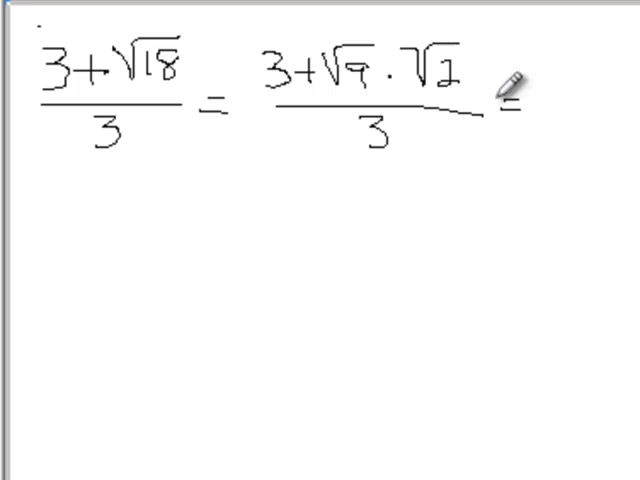 (3+√18)/3 = (3+√9 · √2)/3 =